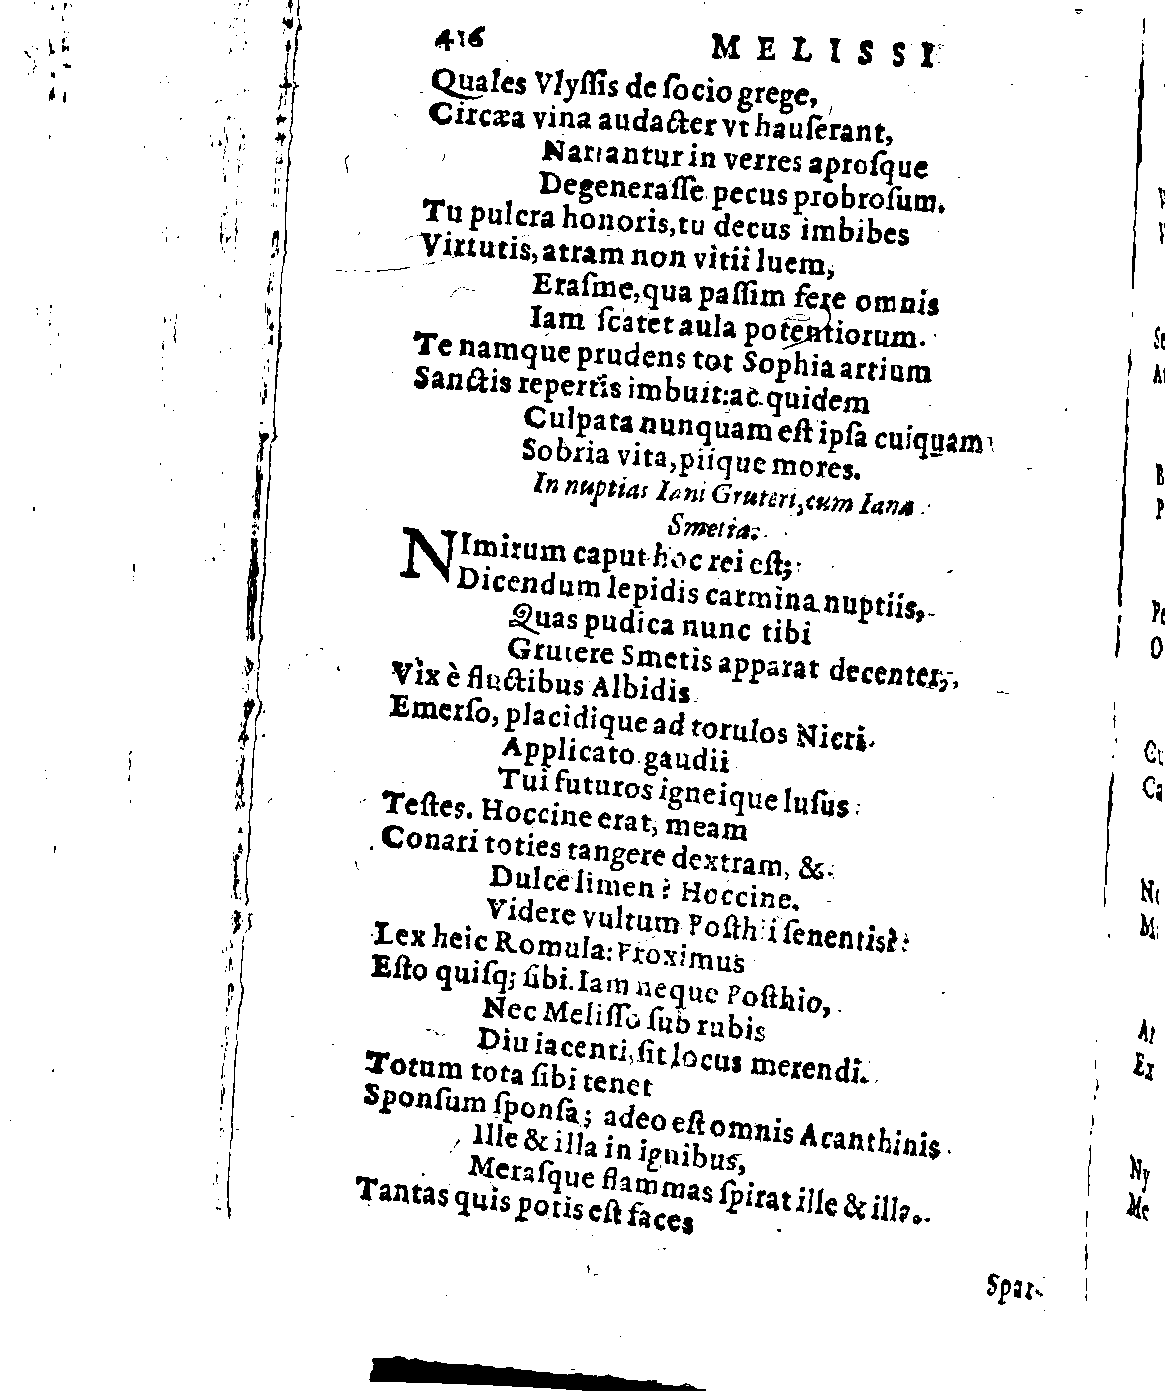 416 MELISSI
Quales Vlyſſis de ſocio grege,
Circæa vina audacter vt hauſerant,
Narrantur in verres aproſque
Degeneraſſe pecus probroſum.
Tu pulcra honoris, tu decus imbibes
Virtutis, atram non vitii luem,
Eraſme, qua paſſim fere omnis
Iam ſcatet aula potentiorum.
Te namque prudens tot Sophia artium
Sanctis repertis imbuit: ac quidem
Culpata nunquam eſt ipſa cuiquam
Sobria vita, piique mores.
In nuptias Iani Gruteri, cum Iana
Smetia.
NImirum caput hoc rei eſt;
Dicendum lepidis carmina nuptiis,
Quas pudica nunc tibi
Grutere Smetis apparat decenter,
Vix è fluctibus Albidis
Emerſo, placidique ad torulos Nicri
Applicato gaudii
Tui futuros igneique luſus
Teſtes. Hoccine erat, meam
Conari toties tangere dextram, &
Dulce limen? Hoccine
Videre vultum Poſthi ſenentis?
Lex heic Romula: Proximus
Eſto quiſq; ſibi. Iam neque Poſthio,
Nec Meliſſo ſub rubis
Diu iacenti, ſit locus merendi.
Totum tota ſibi tenet
Sponſum ſponſa; adeo eſt omnis Acanthinis
Ille & illa in ignibus,
Meraſque flammas ſpirat ille & illa.
Tantas quis potis eſt faces
Spar-